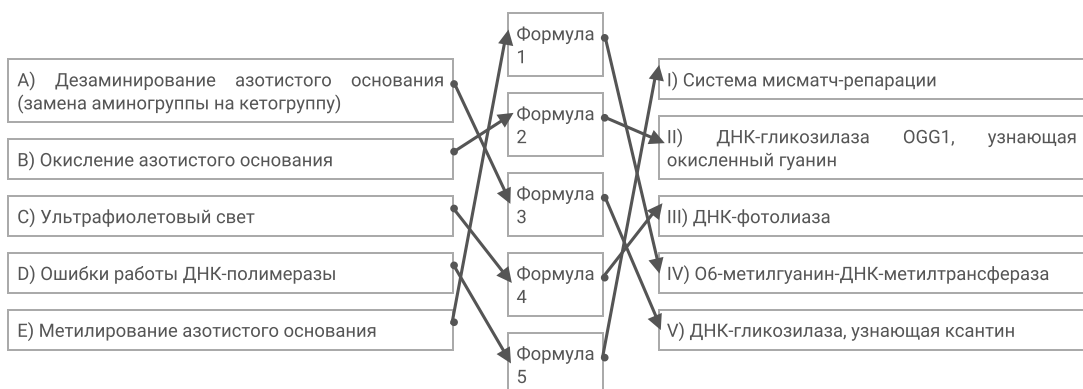 A) Дезаминирование азотистого основания
(замена аминогруппы на кетогруппу)
B) Окисление азотистого основания
C) Ультрафиолетовый свет
D) Ошибки работы ДНК-полимеразы
E) Метилирование азотистого основания
Формула
1
Формула
2
Формула
3
Формула
4
Формула
5
I) Система мисматч-репарации
II) ДНК-гликозилаза OGG1, узнающая
окисленный гуанин
III) ДНК-фотолиаза
IV) О6-метилгуанин-ДНК-метилтрансфераза
V) ДНК-гликозилаза, узнающая ксантин